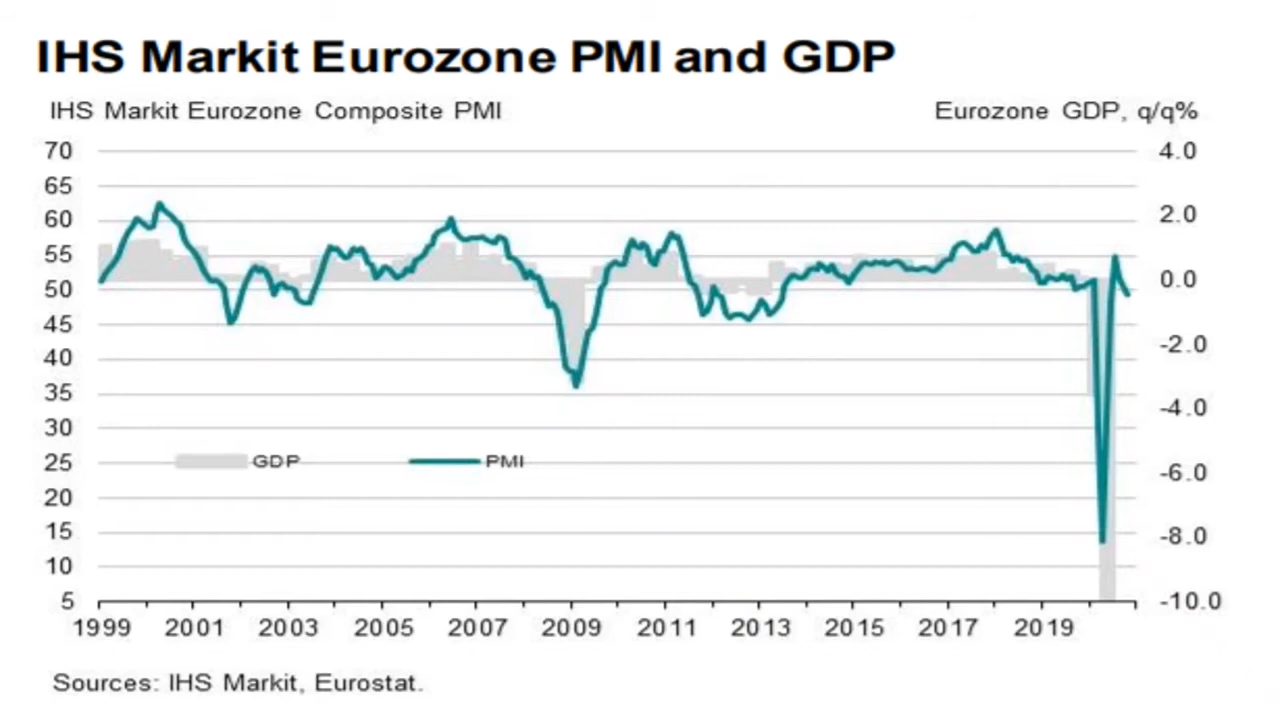 IHS Markit Eurozone PMI and GDP
IHS Markit Eurozone Composite PMI
Eurozone GDP, q/q%
70 4.0
65
60 2.0
55
50 0.0
45
40 -2.0
35
30 -4.0
25 GDP PMI
-6.0
20
15 -8.0
10
5 -10.0
1999 2001 2003 2005 2007 2009 2011 2013 2015 2017 2019
Sources: IHS Markit, Eurostat.